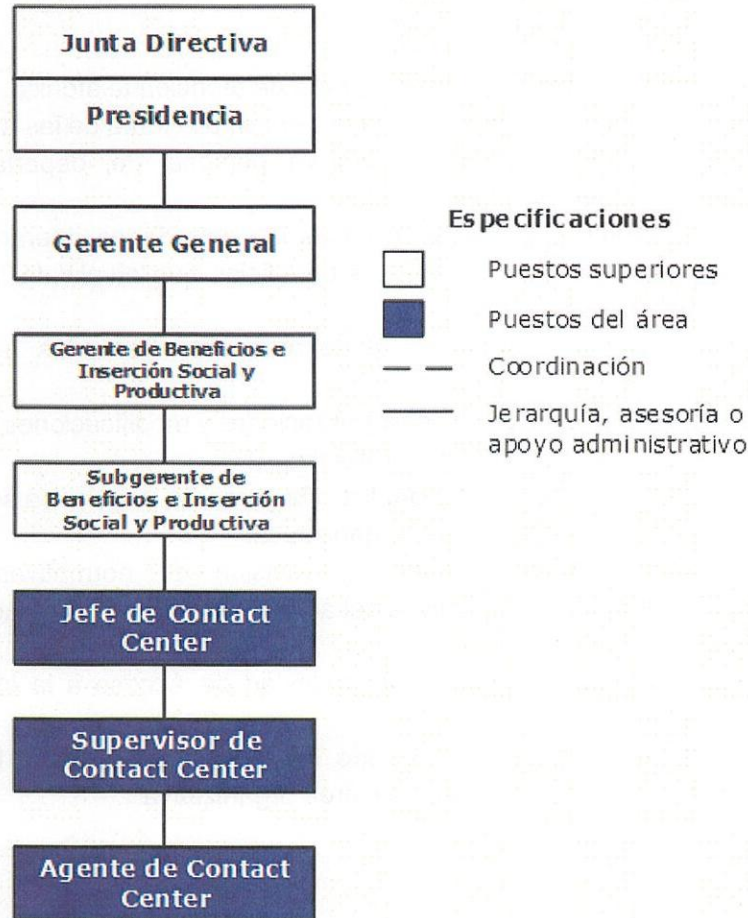 Junta Directiva
Presidencia
Gerente General
Gerente de Beneficios e
Inserción Social y
Productiva
Subgerente de
Beneficios e Inserción
Social y Productiva
Jefe de Contact
Center
Supervisor de
Contact Center
Agente de Contact
Center
Especificaciones
Puestos superiores
Puestos del área
Coordinación
Jerarquía, asesoría o
apoyo administrativo